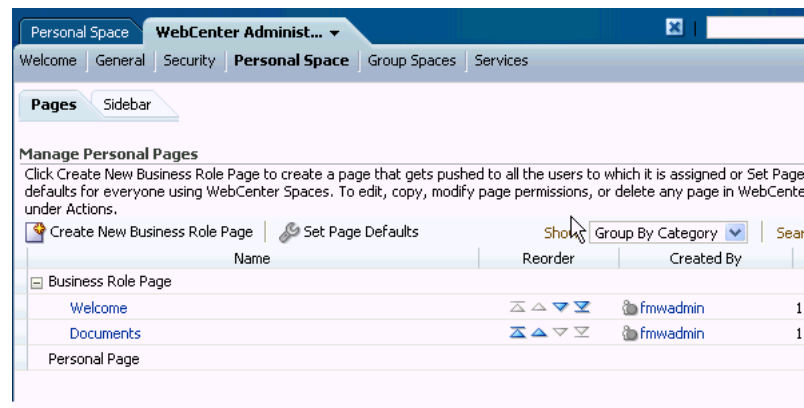 Personal Space WebCenter Administ...
Welcome General Security Personal Space Group Spaces Services
Pages Sidebar
Manage Personal Pages
Click Create New Business Role Page to create a page that gets pushed to all the users to which it is assigned or Set Page
defaults for everyone using WebCenter Spaces. To edit, copy, modify page permissions, or delete any page in WebCente
under Actions.
Create New Business Role Page Set Page Defaults Show Group By Category Sear
Name Reorder Created By
Business Role Page
Welcome fmwadmin 1
Documents fmwadmin 1
Personal Page